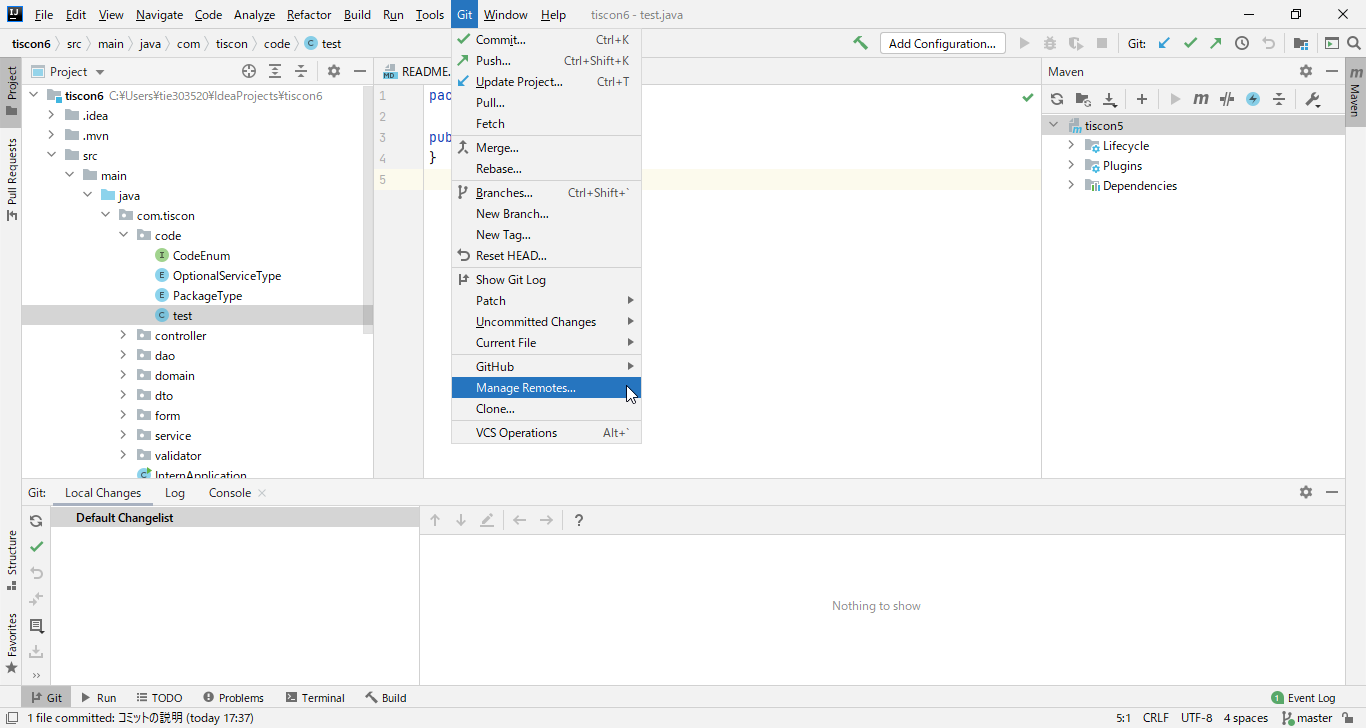 File Edit View Navigate Code Analyze Refactor Build Run Tools Git Window Help tiscon6 - test.java
tiscon6 src main java com tiscon code test
Add Configuration...
Git:
Project
README.
Maven
tiscon6 C:¥Users¥tie303520¥IdeaProjects¥tiscon6
.idea
.mvn
src
main
java
com.tiscon
code
CodeEnum
OptionalServiceType
PackageType
test
controller
dao
domain
dto
form
service
validator
InternApplication
1 pac
2
3 pub
4 }
5
Commit... Ctrl+K
Push... Ctrl+Shift+K
Update Project... Ctrl+T
Pull...
Fetch
Merge...
Rebase...
Branches... Ctrl+Shift+`
New Branch...
New Tag...
Reset HEAD...
Show Git Log
Patch
Uncommitted Changes
Current File
GitHub
Manage Remotes...
Clone...
VCS Operations Alt+`
tiscon5
Lifecycle
Plugins
Dependencies
Project
Pull Requests
Structure
Favorites
Maven
Git: Local Changes Log Console
Default Changelist
Nothing to show
Git Run TODO Problems Terminal Build
1 Event Log
1 file committed: コミットの説明 (today 17:37)
5:1 CRLF UTF-8 4 spaces master